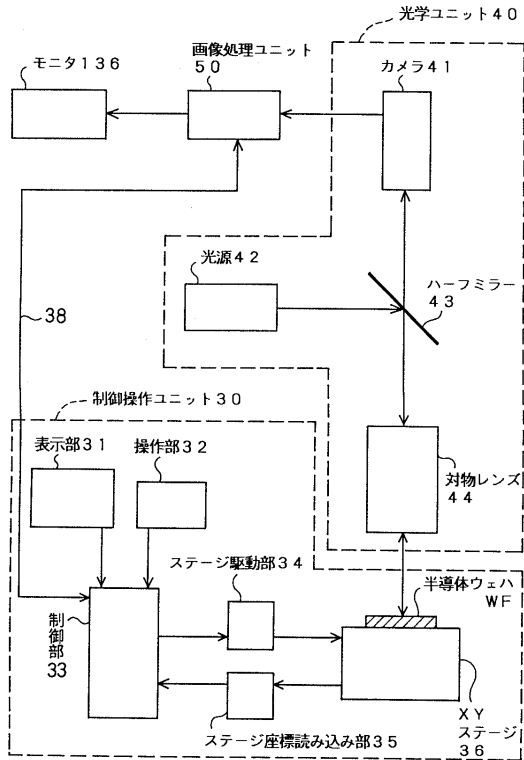 光学ユニット40
画像処理ユニット
50
モニタ136
カメラ41
光源42
ハーフミラー
43
38
制御操作ユニット30
表示部31
操作部32
対物レンズ
44
ステージ駆動部34
半導体ウェハ
WF
制御部
33
ステージ座標読み込み部35
XY
ステージ
36